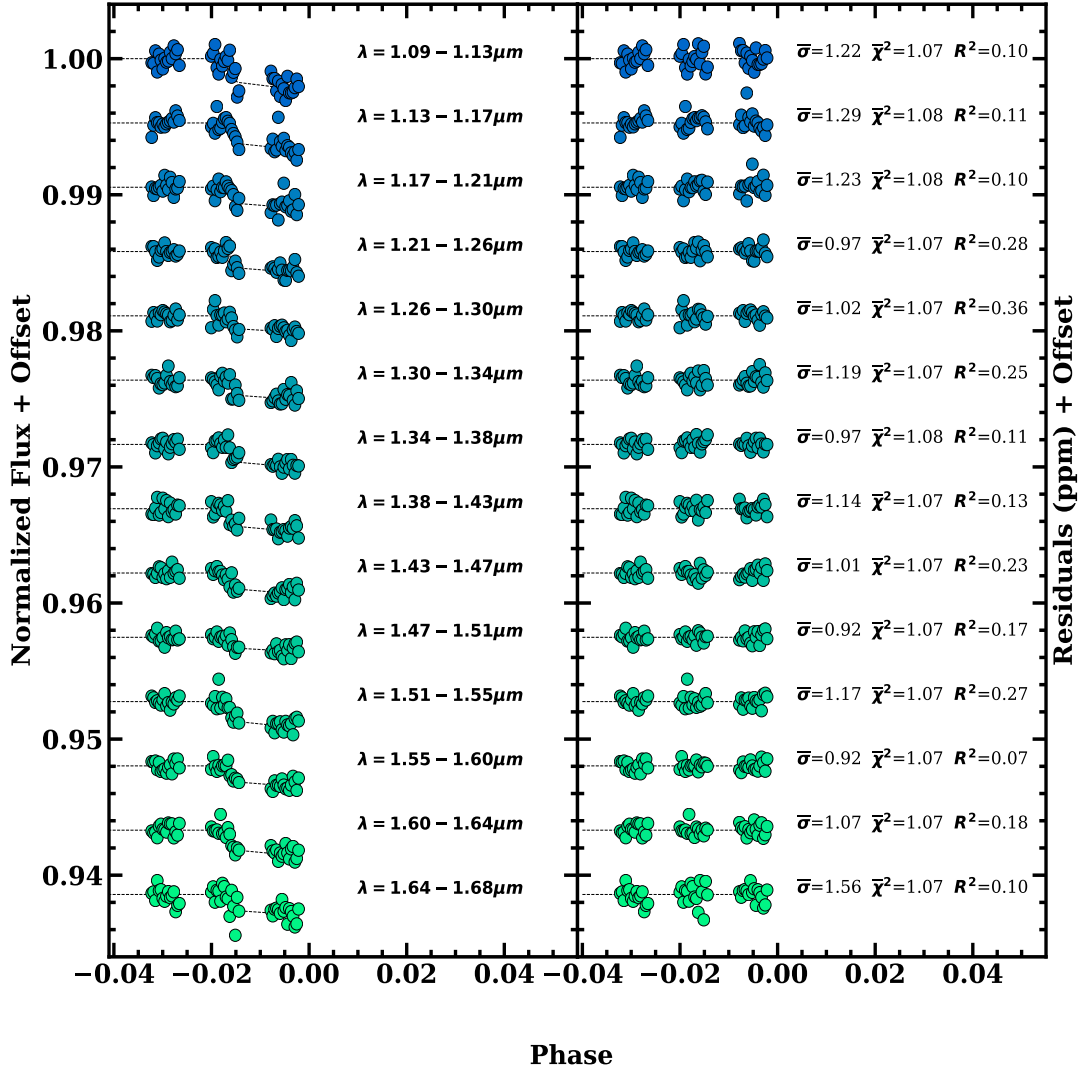 λ = 1.09 − 1.13μm
σ̅=1.22 χ̅²=1.07 R²=0.10
1.00
λ = 1.13 − 1.17μm
σ̅=1.29 χ̅²=1.08 R²=0.11
λ = 1.17 − 1.21μm
σ̅=1.23 χ̅²=1.08 R²=0.10
0.99
λ = 1.21 − 1.26μm
σ̅=0.97 χ̅²=1.07 R²=0.28
λ = 1.26 − 1.30μm
σ̅=1.02 χ̅²=1.07 R²=0.36
0.98
λ = 1.30 − 1.34μm
σ̅=1.19 χ̅²=1.07 R²=0.25
λ = 1.34 − 1.38μm
σ̅=0.97 χ̅²=1.08 R²=0.11
0.97
λ = 1.38 − 1.43μm
σ̅=1.14 χ̅²=1.07 R²=0.13
λ = 1.43 − 1.47μm
σ̅=1.01 χ̅²=1.07 R²=0.23
0.96
λ = 1.47 − 1.51μm
σ̅=0.92 χ̅²=1.07 R²=0.17
λ = 1.51 − 1.55μm
σ̅=1.17 χ̅²=1.07 R²=0.27
0.95
λ = 1.55 − 1.60μm
σ̅=0.92 χ̅²=1.07 R²=0.07
λ = 1.60 − 1.64μm
σ̅=1.07 χ̅²=1.07 R²=0.18
0.94
λ = 1.64 − 1.68μm
σ̅=1.56 χ̅²=1.07 R²=0.10
Normalized Flux + Offset
Residuals (ppm) + Offset
−0.04 −0.02 0.00 0.02 0.04
−0.04 −0.02 0.00 0.02 0.04
Phase